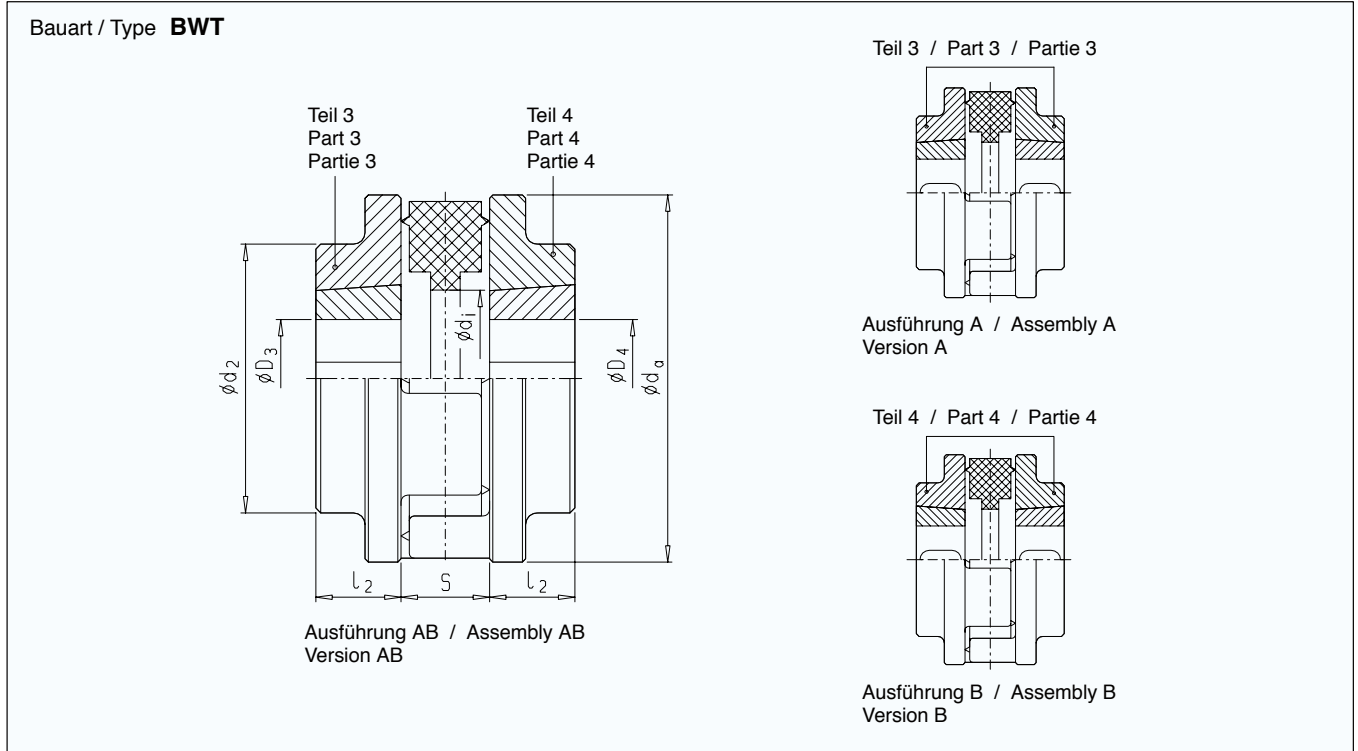 Bauart / Type BWT
Teil 3
Part 3
Partie 3
Teil 4
Part 4
Partie 4
ød2
øD3
ødi
øD4
øda
l2
S
l2
Ausführung AB / Assembly AB
Version AB
Teil 3 / Part 3 / Partie 3
Ausführung A / Assembly A
Version A
Teil 4 / Part 4 / Partie 4
Ausführung B / Assembly B
Version B